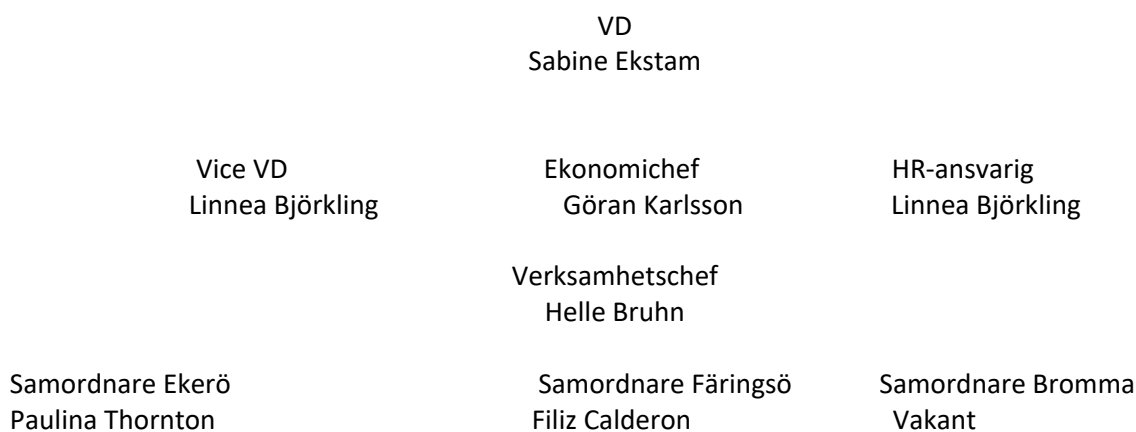 VD
Sabine Ekstam
Vice VD Ekonomichef HR-ansvarig
Linnea Björkling Göran Karlsson Linnea Björkling
Verksamhetschef
Helle Bruhn
Samordnare Ekerö Samordnare Färingsö Samordnare Bromma
Paulina Thornton Filiz Calderon Vakant